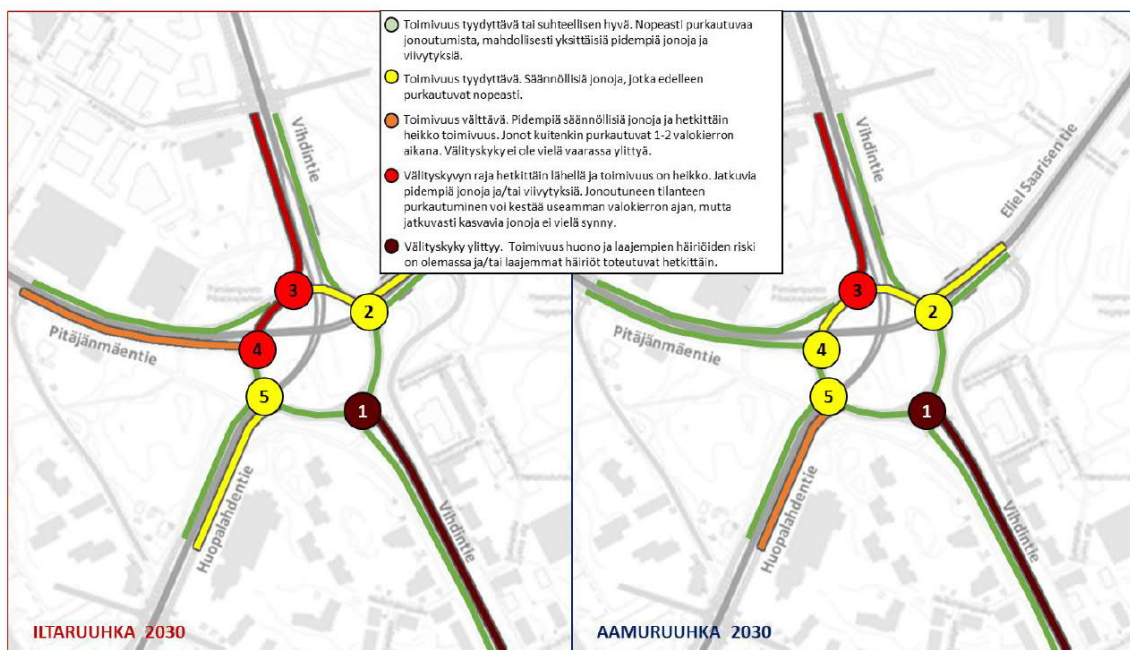 Toimivuus tyydyttävä tai suhteellisen hyvä. Nopeasti purkautuvaa
jonoutumista, mahdollisesti yksittäisiä pidempiä jonoja ja
viivytyksiä.
Toimivuus tyydyttävä. Säännöllisiä jonoja, jotka edelleen
purkautuvat nopeasti.
Toimivuus välttävä. Pidempiä säännöllisiä jonoja ja hetkittäin
heikko toimivuus. Jonot kuitenkin purkautuvat 1-2 valokierron
aikana. Välityskyky ei ole vielä vaarassa ylittyä.
Välityskyvyn raja hetkittäin lähellä ja toimivuus on heikko. Jatkuvia
pidempiä jonoja ja/tai viivytyksiä. Jonoutuneen tilanteen
purkautuminen voi kestää useamman valokierron ajan, mutta
jatkuvasti kasvavia jonoja ei vielä synny.
Välityskyky ylittyy. Toimivuus huono ja laajempien häiriöiden riski
on olemassa ja/tai laajemmat häiriöt toteutuvat hetkittäin.
Vihdintie
3
2
4
5
1
Pitäjänmäentie
Huopalahdentie
Vihdintie
ILTARUUHKA 2030
Vihdintie
Eliel Saarisentie
3
2
4
5
1
Pitäjänmäentie
Huopalahdentie
Vihdintie
AAMURUUHKA 2030